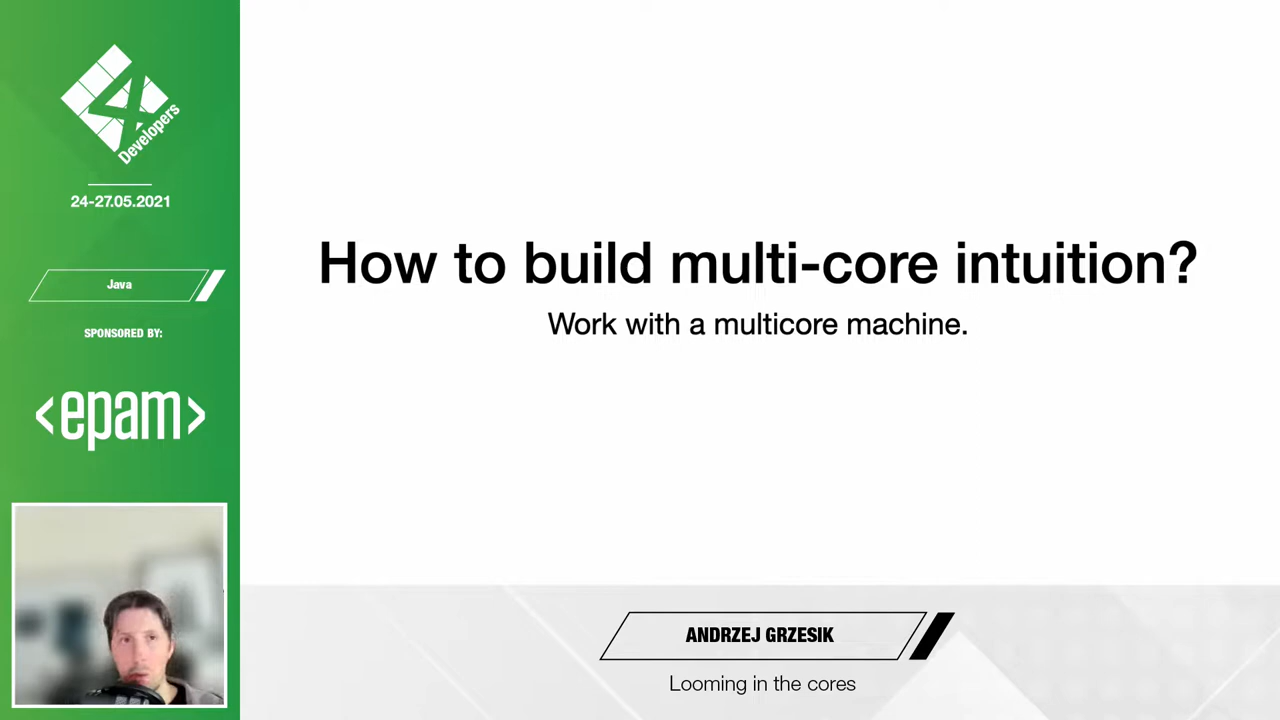 4
Developers
24-27.05.2021
Java
SPONSORED BY:
<epam>
How to build multi-core intuition?
Work with a multicore machine.
ANDRZEJ GRZESIK
Looming in the cores